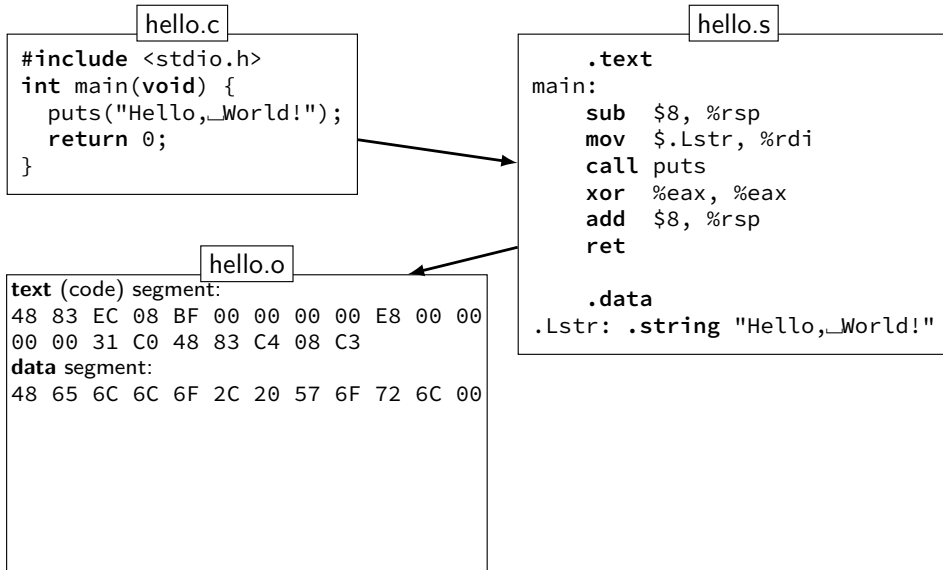 hello.c
#include <stdio.h>
int main(void) {
  puts("Hello,␣World!");
  return 0;
}
hello.s
    .text
main:
    sub  $8, %rsp
    mov  $.Lstr, %rdi
    call puts
    xor  %eax, %eax
    add  $8, %rsp
    ret

    .data
.Lstr: .string "Hello,␣World!"
hello.o
text (code) segment:
48 83 EC 08 BF 00 00 00 00 E8 00 00
00 00 31 C0 48 83 C4 08 C3
data segment:
48 65 6C 6C 6F 2C 20 57 6F 72 6C 00